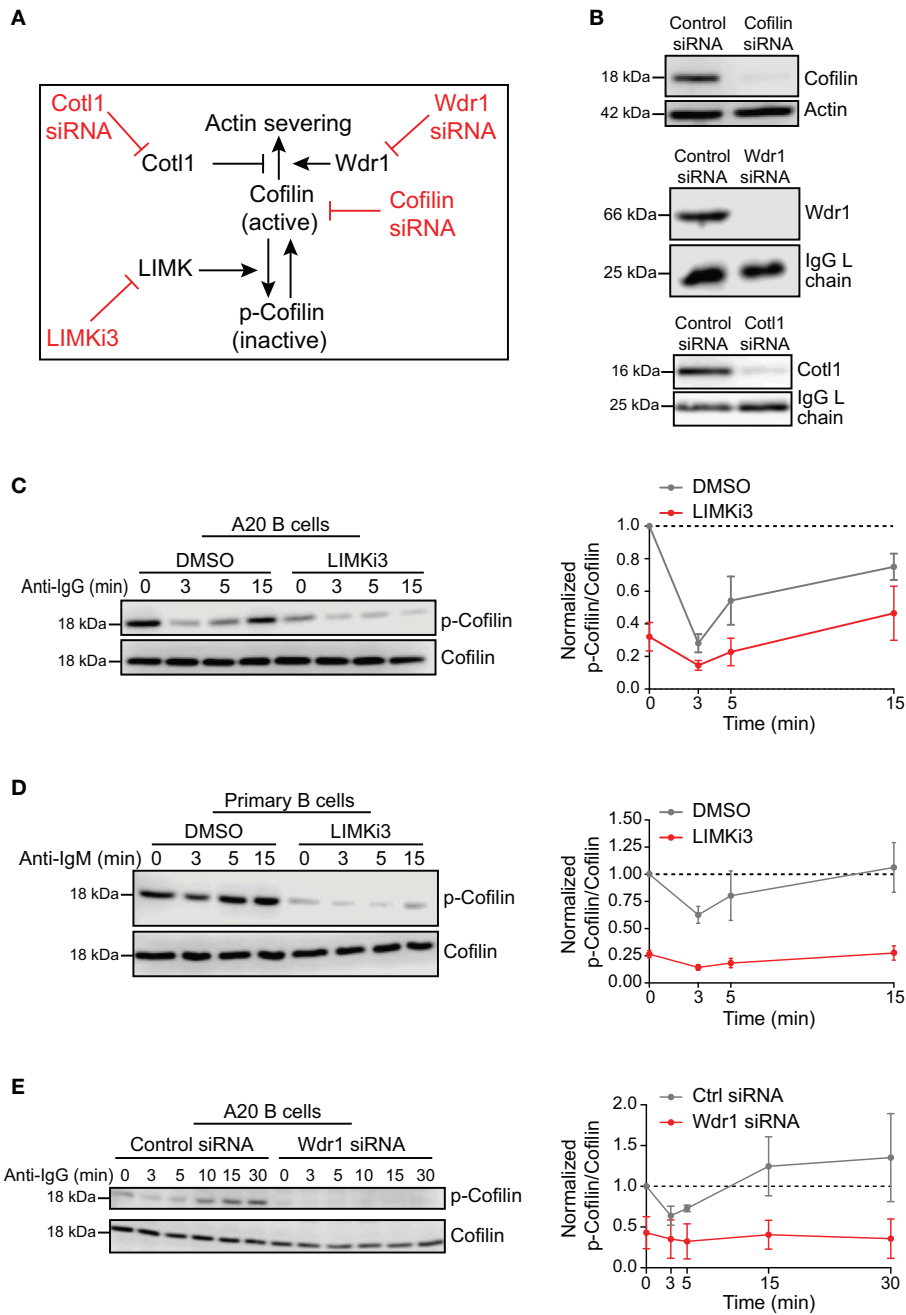 A
Cotl1
siRNA
Wdr1
siRNA
Actin severing
Cotl1
Wdr1
Cofilin
(active)
Cofilin
siRNA
LIMK
p-Cofilin
(inactive)
LIMKi3
B
Control
siRNA
Cofilin
siRNA
18 kDa
Cofilin
42 kDa
Actin
Control
siRNA
Wdr1
siRNA
66 kDa
Wdr1
25 kDa
IgG L
chain
Control
siRNA
Cotl1
siRNA
16 kDa
Cotl1
25 kDa
IgG L
chain
C
A20 B cells
DMSO LIMKi3
Anti-IgG (min) 0 3 5 15 0 3 5 15
18 kDa
p-Cofilin
18 kDa
Cofilin
DMSO
LIMKi3
Normalized
p-Cofilin/Cofilin
1.0
0.8
0.6
0.4
0.2
0.0
0 3 5 15
Time (min)
D
Primary B cells
DMSO LIMKi3
Anti-IgM (min) 0 3 5 15 0 3 5 15
18 kDa
p-Cofilin
18 kDa
Cofilin
DMSO
LIMKi3
Normalized
p-Cofilin/Cofilin
1.50
1.25
1.00
0.75
0.50
0.25
0.00
0 3 5 15
Time (min)
E
A20 B cells
Control siRNA Wdr1 siRNA
Anti-IgG (min) 0 3 5 10 15 30 0 3 5 10 15 30
18 kDa
p-Cofilin
18 kDa
Cofilin
Ctrl siRNA
Wdr1 siRNA
Normalized
p-Cofilin/Cofilin
2.0
1.5
1.0
0.5
0.0
0 3 5 15 30
Time (min)